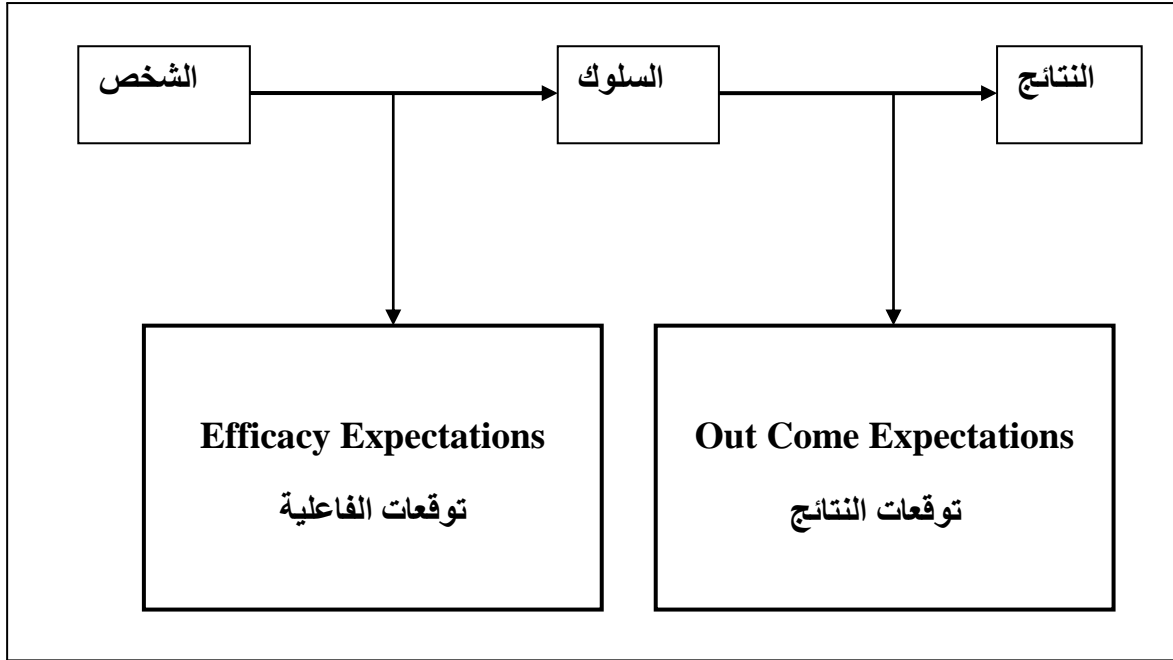 الشخص
السلوك
النتائج
Efficacy Expectations
توقعات الفاعلية
Out Come Expectations
توقعات النتائج